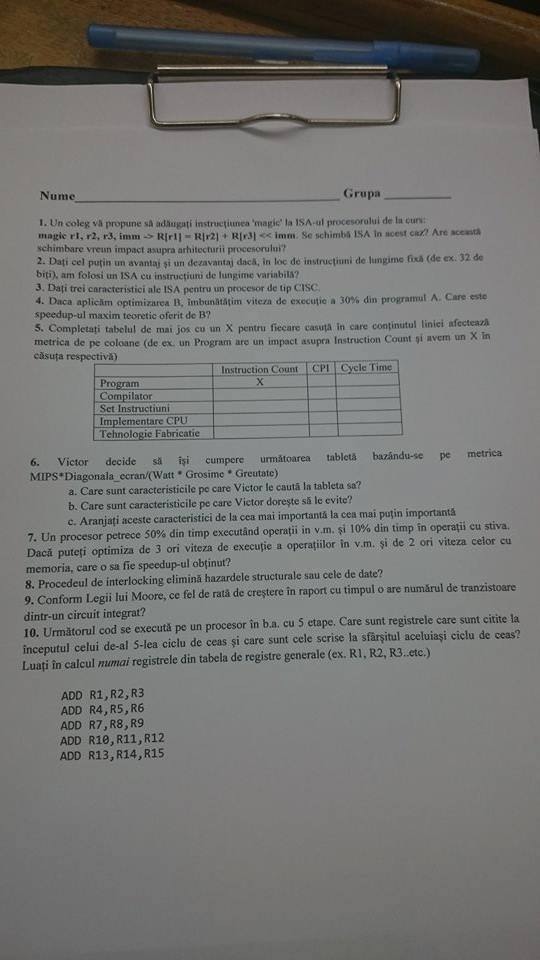 Nume____________________ Grupa __________
1. Un coleg vă propune să adăugați instrucțiunea 'magic' la ISA-ul procesorului de la curs:
magic r1, r2, r3, imm -> R[r1] = R[r2] + R[r3] << imm. Se schimbă ISA în acest caz? Are această
schimbare vreun impact asupra arhitecturii procesorului?
2. Dați cel puțin un avantaj și un dezavantaj dacă, în loc de instrucțiuni de lungime fixă (de ex. 32 de
biți), am folosi un ISA cu instrucțiuni de lungime variabilă?
3. Dați trei caracteristici ale ISA pentru un procesor de tip CISC.
4. Daca aplicăm optimizarea B, îmbunătățim viteza de execuție a 30% din programul A. Care este
speedup-ul maxim teoretic oferit de B?
5. Completați tabelul de mai jos cu un X pentru fiecare casuță în care conținutul liniei afectează
metrica de pe coloane (de ex. un Program are un impact asupra Instruction Count și avem un X în
căsuța respectivă)
Instruction Count CPI Cycle Time
Program X
Compilator
Set Instructiuni
Implementare CPU
Tehnologie Fabricatie
6. Victor decide să își cumpere următoarea tabletă bazându-se pe metrica
MIPS*Diagonala_ecran/(Watt * Grosime * Greutate)
a. Care sunt caracteristicile pe care Victor le caută la tableta sa?
b. Care sunt caracteristicile pe care Victor dorește să le evite?
c. Aranjați aceste caracteristici de la cea mai importantă la cea mai puțin importantă
7. Un procesor petrece 50% din timp executând operații in v.m. și 10% din timp în operații cu stiva.
Dacă puteți optimiza de 3 ori viteza de execuție a operațiilor în v.m. și de 2 ori viteza celor cu
memoria, care o sa fie speedup-ul obținut?
8. Procedeul de interlocking elimină hazardele structurale sau cele de date?
9. Conform Legii lui Moore, ce fel de rată de creștere în raport cu timpul o are numărul de tranzistoare
dintr-un circuit integrat?
10. Următorul cod se execută pe un procesor în b.a. cu 5 etape. Care sunt registrele care sunt citite la
începutul celui de-al 5-lea ciclu de ceas și care sunt cele scrise la sfârșitul aceluiași ciclu de ceas?
Luați în calcul numai registrele din tabela de registre generale (ex. R1, R2, R3..etc.)
ADD R1,R2,R3
ADD R4,R5,R6
ADD R7,R8,R9
ADD R10,R11,R12
ADD R13,R14,R15